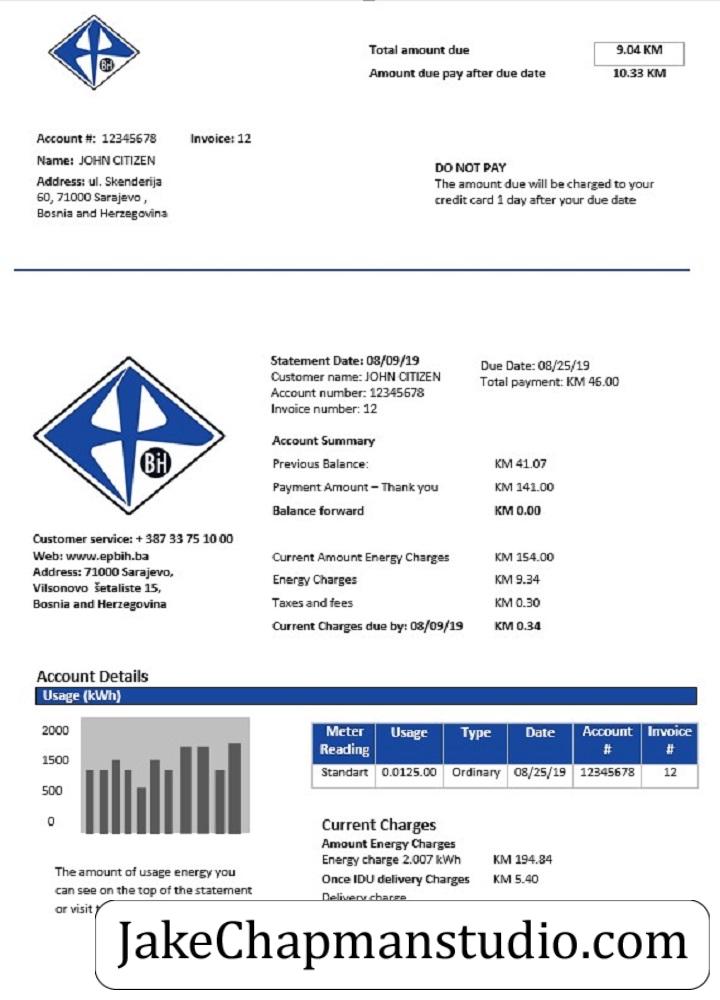 Total amount due 9.04 KM
Amount due pay after due date 10.33 KM
BH
Account #: 12345678 Invoice: 12
Name: JOHN CITIZEN
Address: ul. Skenderija
60, 71000 Sarajevo ,
Bosnia and Herzegovina
DO NOT PAY
The amount due will be charged to your
credit card 1 day after your due date
Statement Date: 08/09/19
Customer name: JOHN CITIZEN
Account number: 12345678
Invoice number: 12
Due Date: 08/25/19
Total payment: KM 46.00
BiH
Account Summary
Previous Balance: KM 41.07
Payment Amount – Thank you KM 141.00
Balance forward KM 0.00
Customer service: + 387 33 75 10 00
Web: www.epbih.ba
Address: 71000 Sarajevo,
Vilsonovo šetaliste 15,
Bosnia and Herzegovina
Current Amount Energy Charges KM 154.00
Energy Charges KM 9.34
Taxes and fees KM 0.30
Current Charges due by: 08/09/19 KM 0.34
Account Details
Usage (kWh)
2000
1500
500
0
Meter Reading Usage Type Date Account # Invoice #
Standart 0.0125.00 Ordinary 08/25/19 12345678 12
Current Charges
Amount Energy Charges
Energy charge 2.007 kWh KM 194.84
Once IDU delivery Charges KM 5.40
Delivery charge
The amount of usage energy you
can see on the top of the statement
or visit
JakeChapmanstudio.com